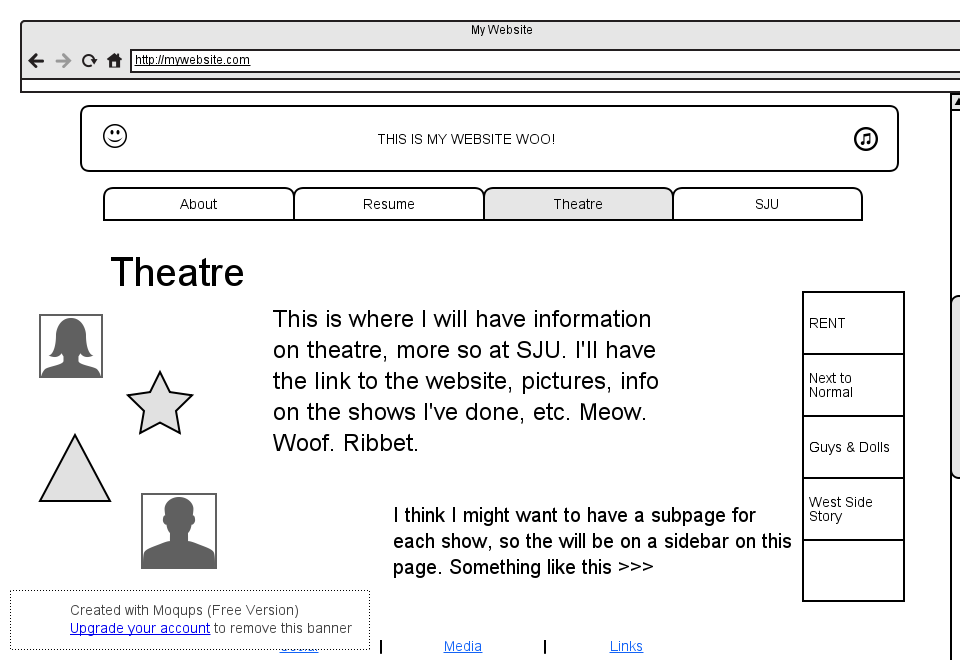 My Website
http://mywebsite.com
THIS IS MY WEBSITE WOO!
About
Resume
Theatre
SJU
Theatre
This is where I will have information
on theatre, more so at SJU. I'll have
the link to the website, pictures, info
on the shows I've done, etc. Meow.
Woof. Ribbet.
RENT
Next to
Normal
Guys & Dolls
West Side
Story
I think I might want to have a subpage for
each show, so the will be on a sidebar on this
page. Something like this >>>
Created with Moqups (Free Version)
Upgrade your account to remove this banner
Media
Links